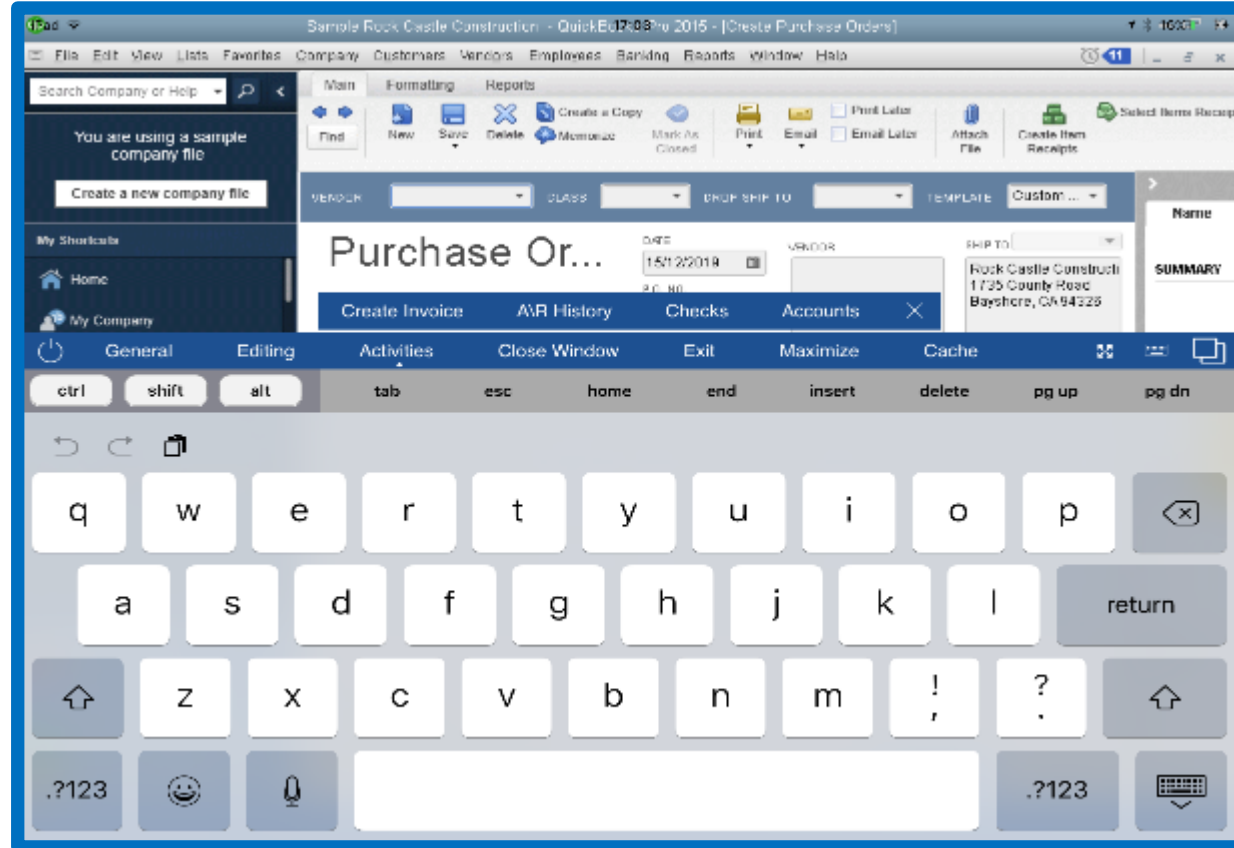 iPad 17:03
Sample Rock Castle Construction - QuickBooks Pro 2015 - [Create Purchase Orders]
File Edit View Lists Favorites Company Customers Vendors Employees Banking Reports Window Help 11
Search Company or Help
Main Formatting Reports
Find New Save Delete Create a Copy Memorize Mark As Closed Print Email Print Later Email Later Attach File Create Item Receipts Select Items Receip
You are using a sample
company file
Create a new company file
VENDOR CLASS DROP SHIP TO TEMPLATE Custom ...
Name
My Shortcuts
Purchase Or...
DATE
15/12/2019
P.O. NO.
VENDOR
SHIP TO
Rock Castle Constructi
1735 County Road
Bayshore, CA 94326
SUMMARY
Home
My Company
Create Invoice A\R History Checks Accounts
General Editing Activities Close Window Exit Maximize Cache
ctrl shift alt tab esc home end insert delete pg up pg dn
q w e r t y u i o p
a s d f g h j k l return
z x c v b n m ! , ? .
.?123 .?123